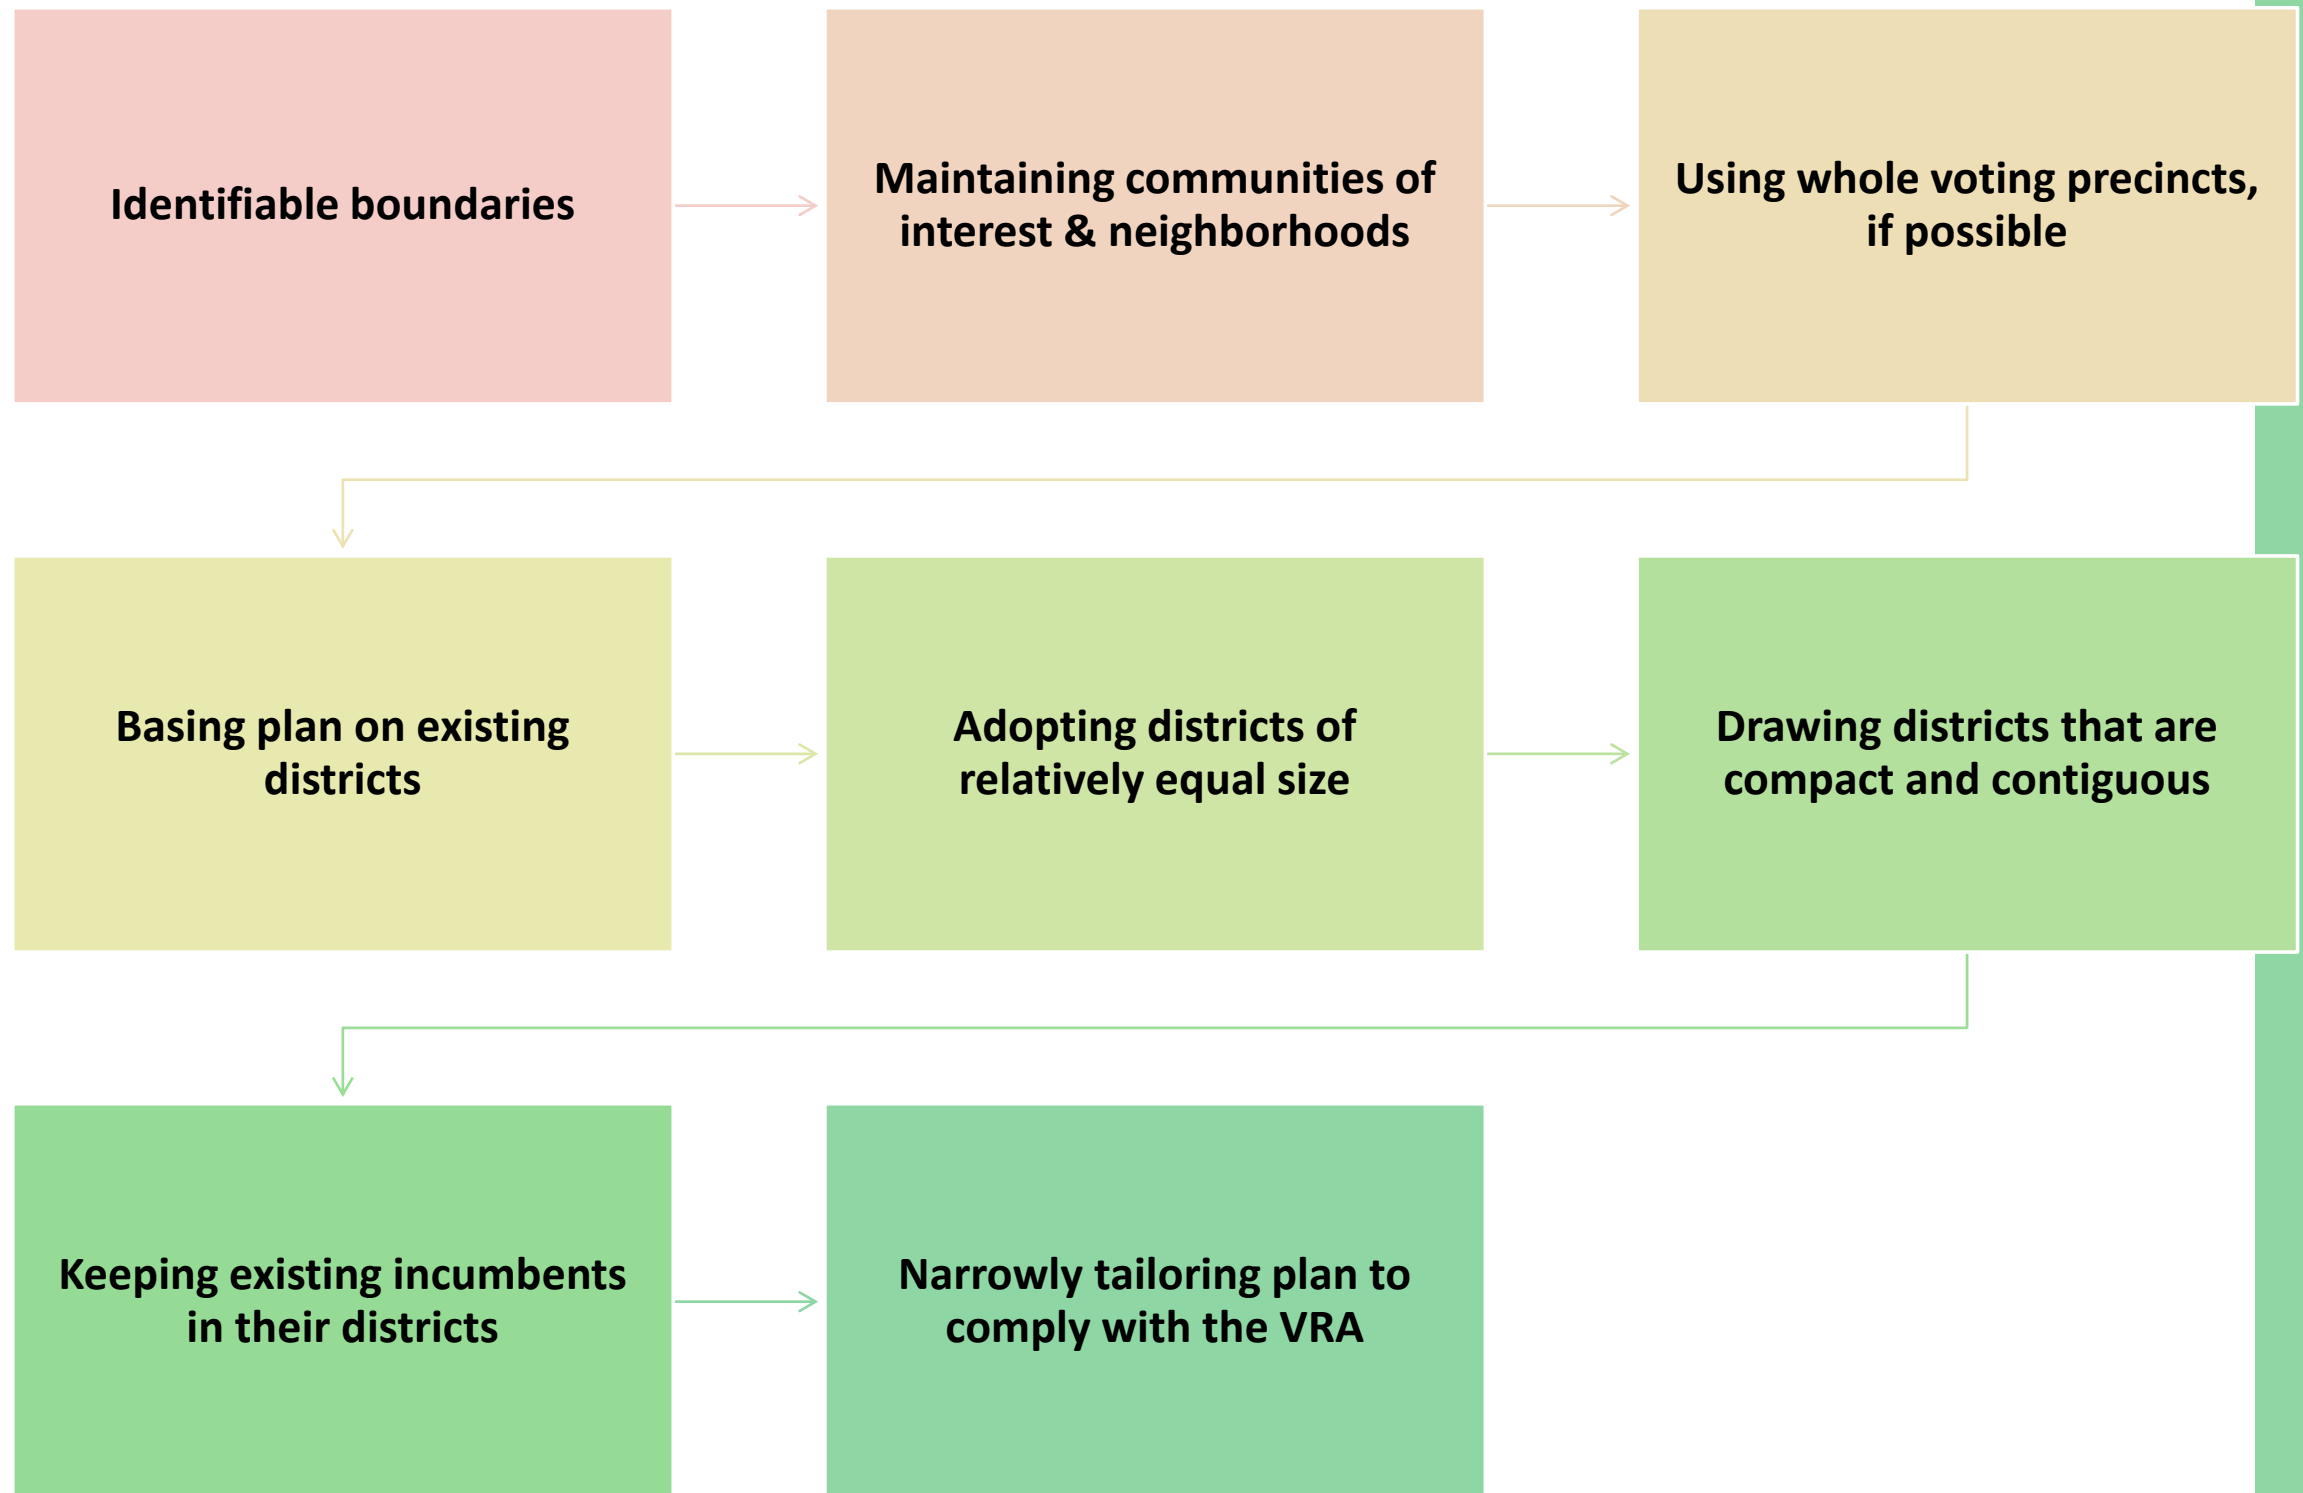 Identifiable boundaries
Maintaining communities of
interest & neighborhoods
Using whole voting precincts,
if possible
Basing plan on existing
districts
Adopting districts of
relatively equal size
Drawing districts that are
compact and contiguous
Keeping existing incumbents
in their districts
Narrowly tailoring plan to
comply with the VRA